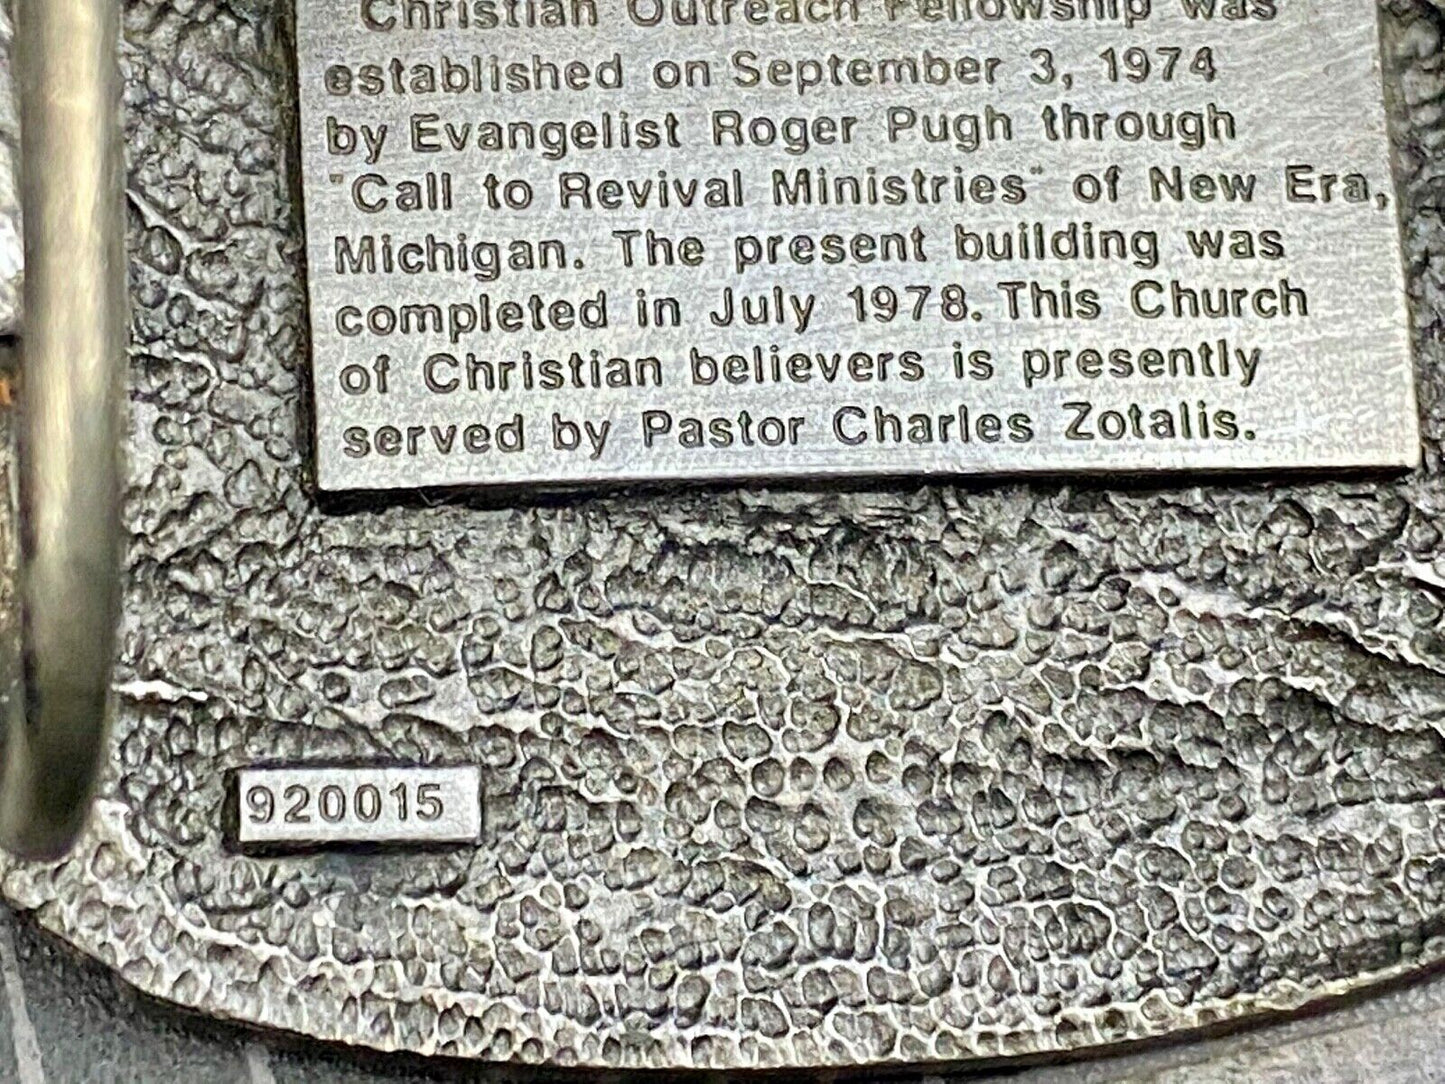 Christian Outreach Fellowship was
established on September 3, 1974
by Evangelist Roger Pugh through
"Call to Revival Ministries" of New Era,
Michigan. The present building was
completed in July 1978. This Church
of Christian believers is presently
served by Pastor Charles Zotalis.
920015